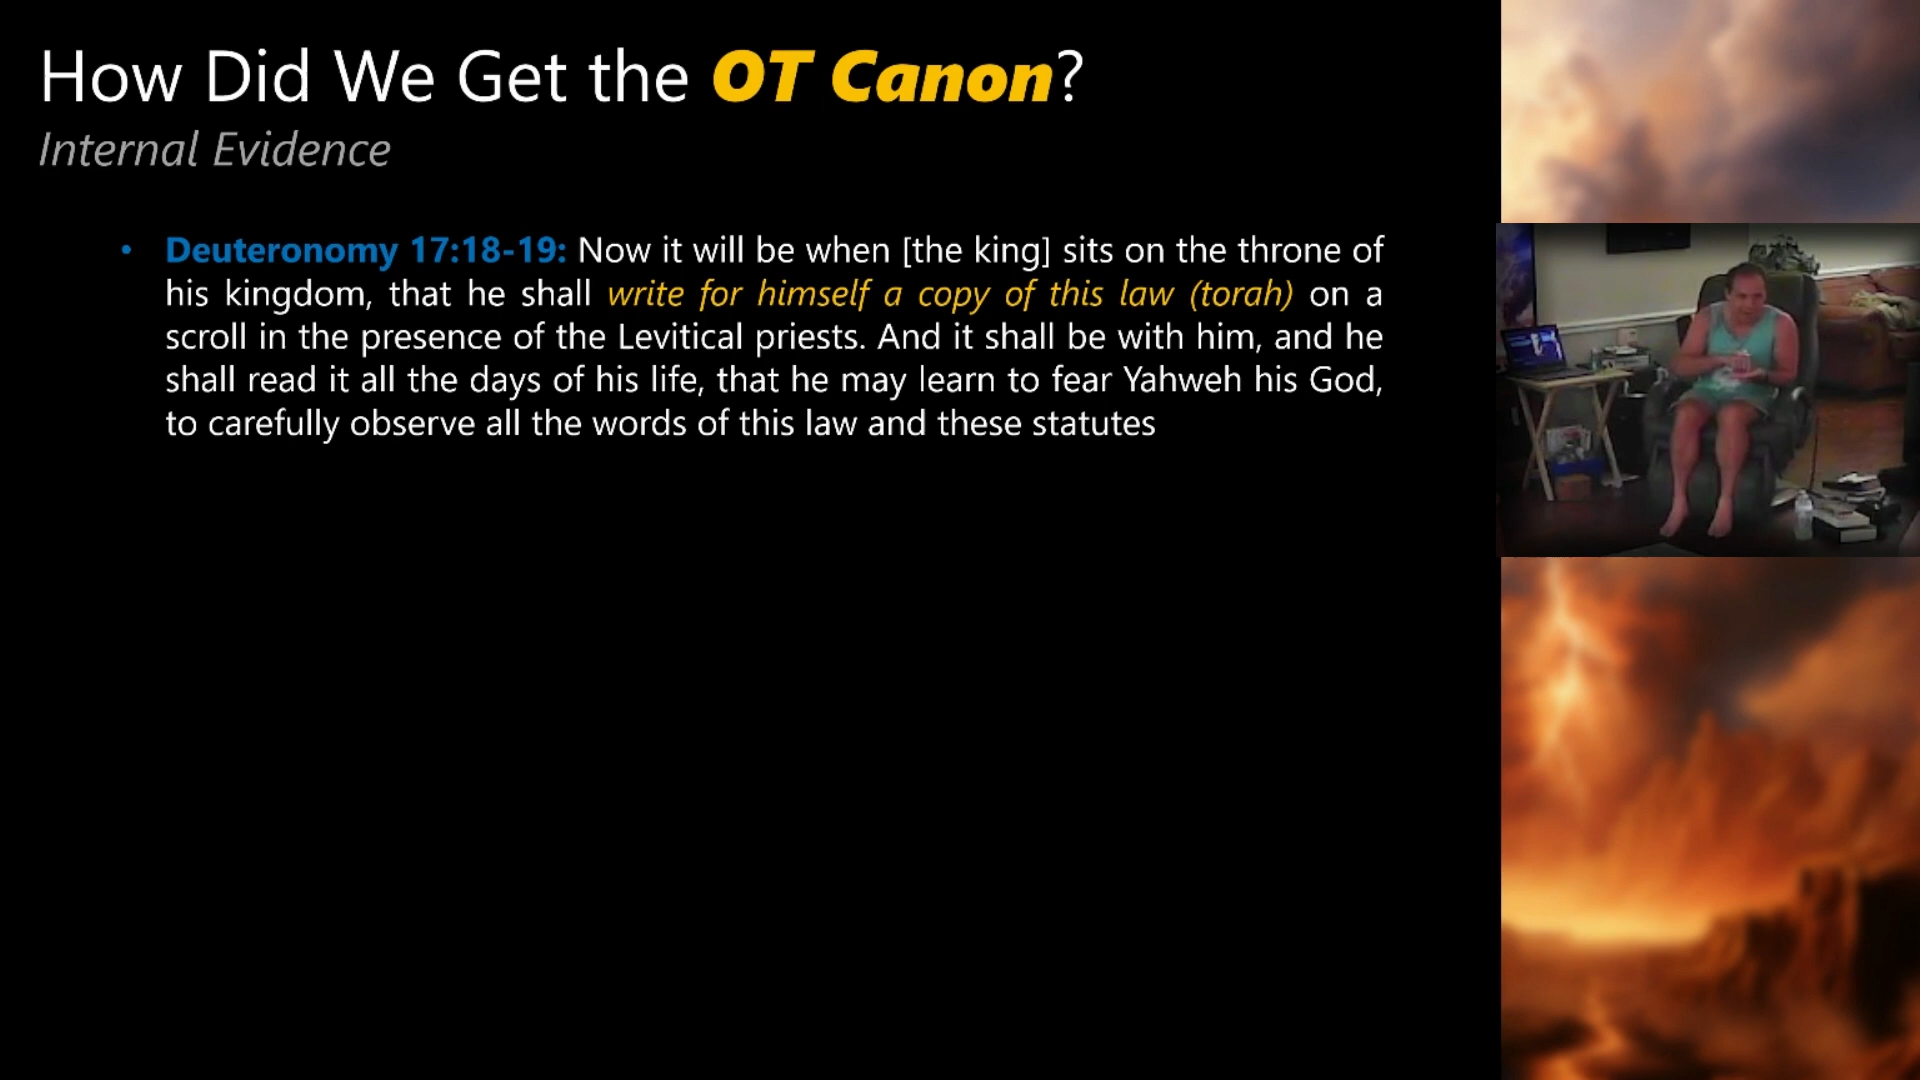 How Did We Get the OT Canon?
Internal Evidence
• Deuteronomy 17:18-19: Now it will be when [the king] sits on the throne of
his kingdom, that he shall write for himself a copy of this law (torah) on a
scroll in the presence of the Levitical priests. And it shall be with him, and he
shall read it all the days of his life, that he may learn to fear Yahweh his God,
to carefully observe all the words of this law and these statutes